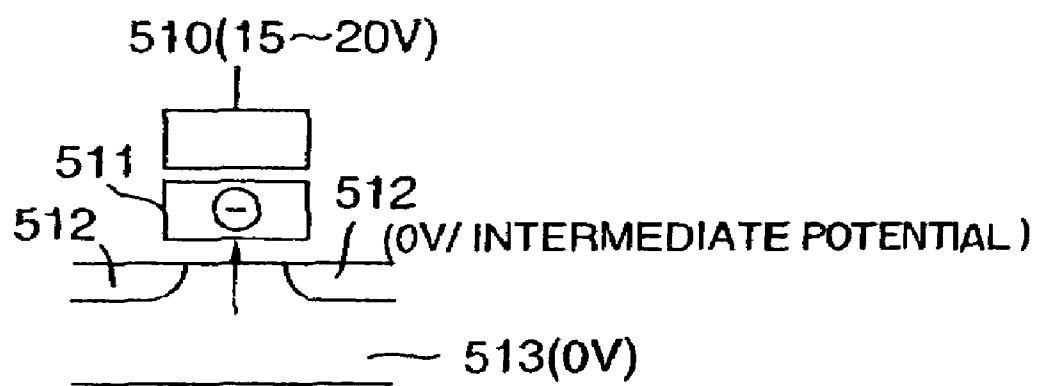 510(15~20V)
511
512
512
(0V/ INTERMEDIATE POTENTIAL)
513(0V)